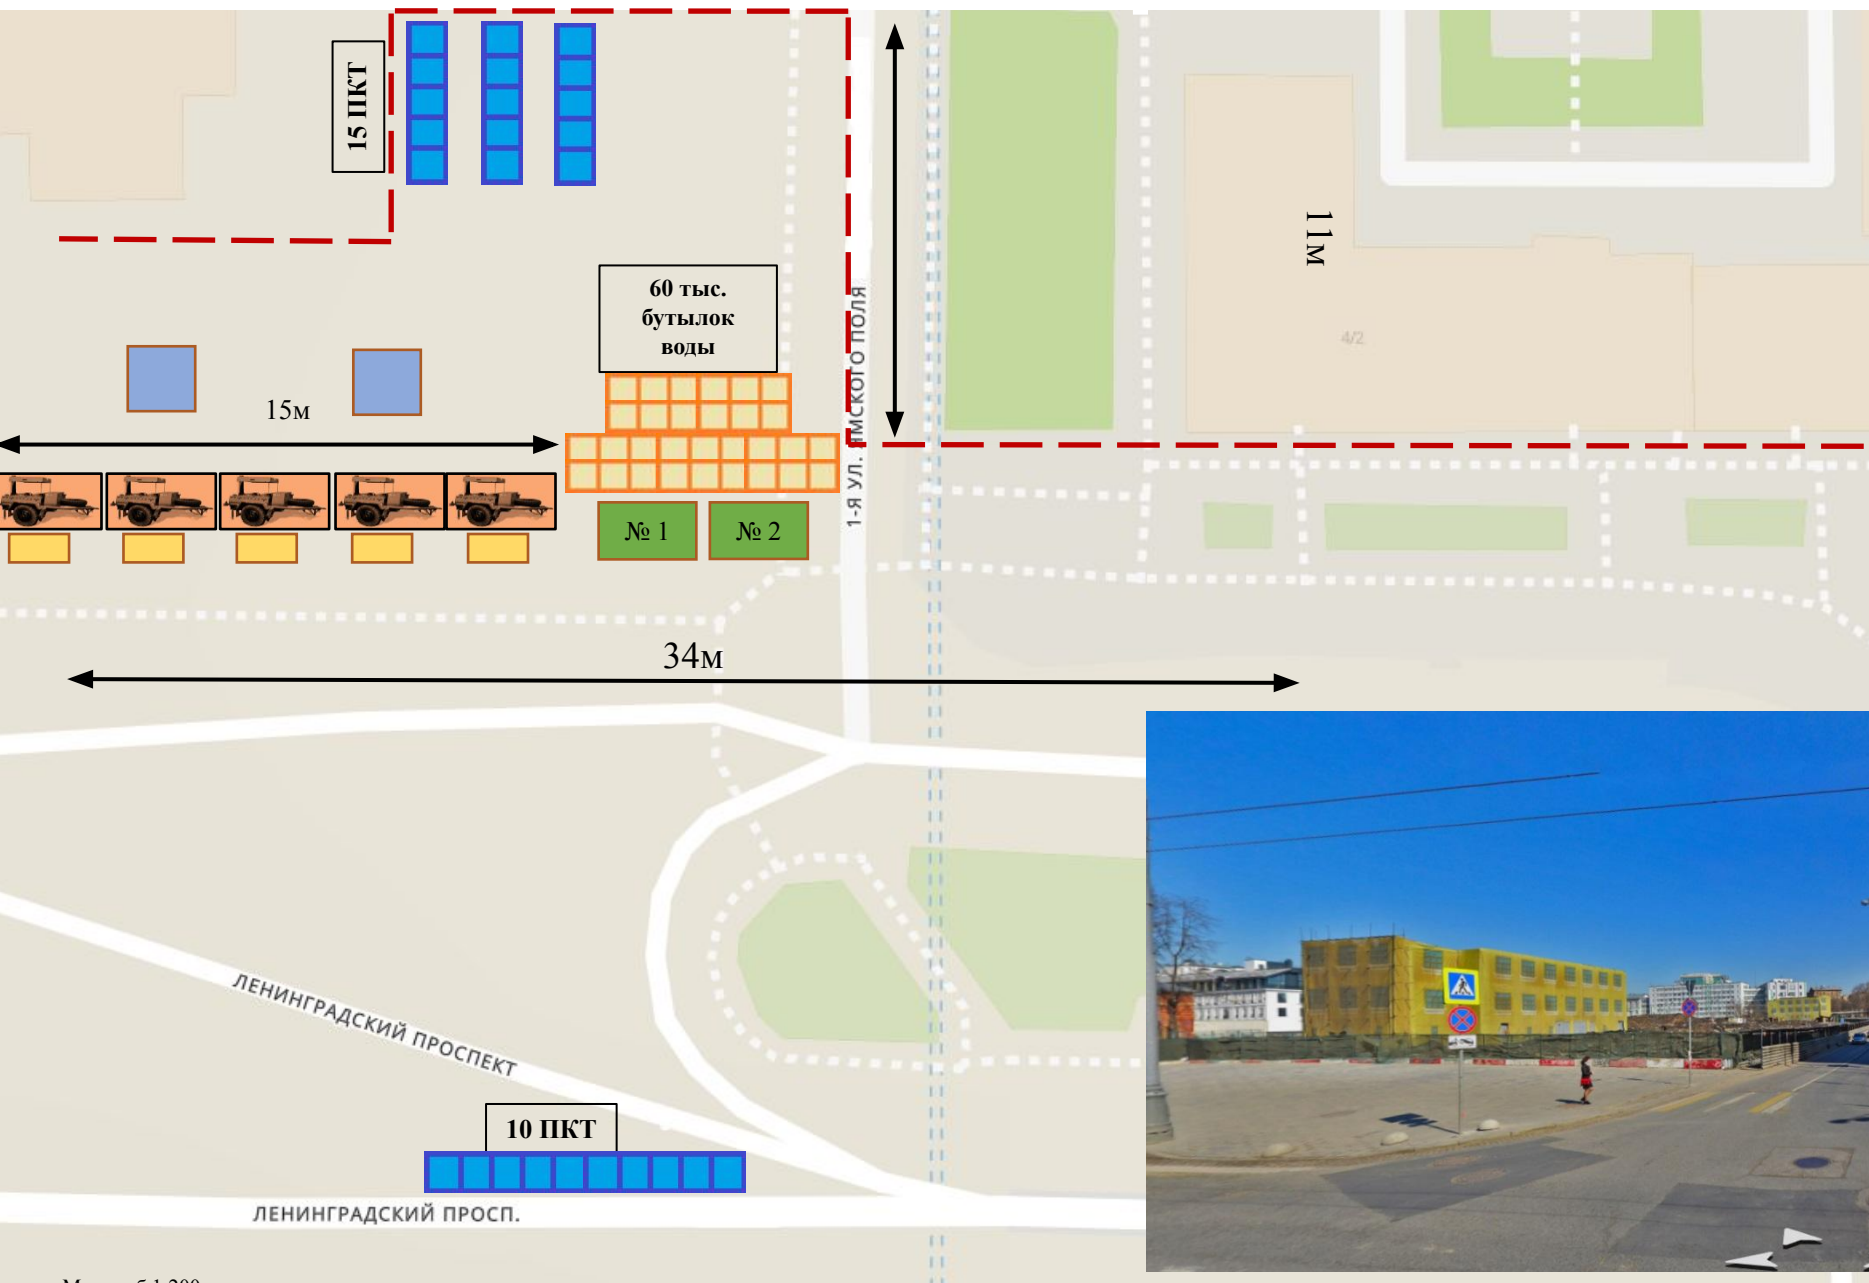 15 ПКТ
11м
60 тыс.
бутылок
воды
1-Я УЛ. ЯМСКОГО ПОЛЯ
4/2
15м
№ 1
№ 2
34м
ЛЕНИНГРАДСКИЙ ПРОСПЕКТ
10 ПКТ
ЛЕНИНГРАДСКИЙ ПРОСП.